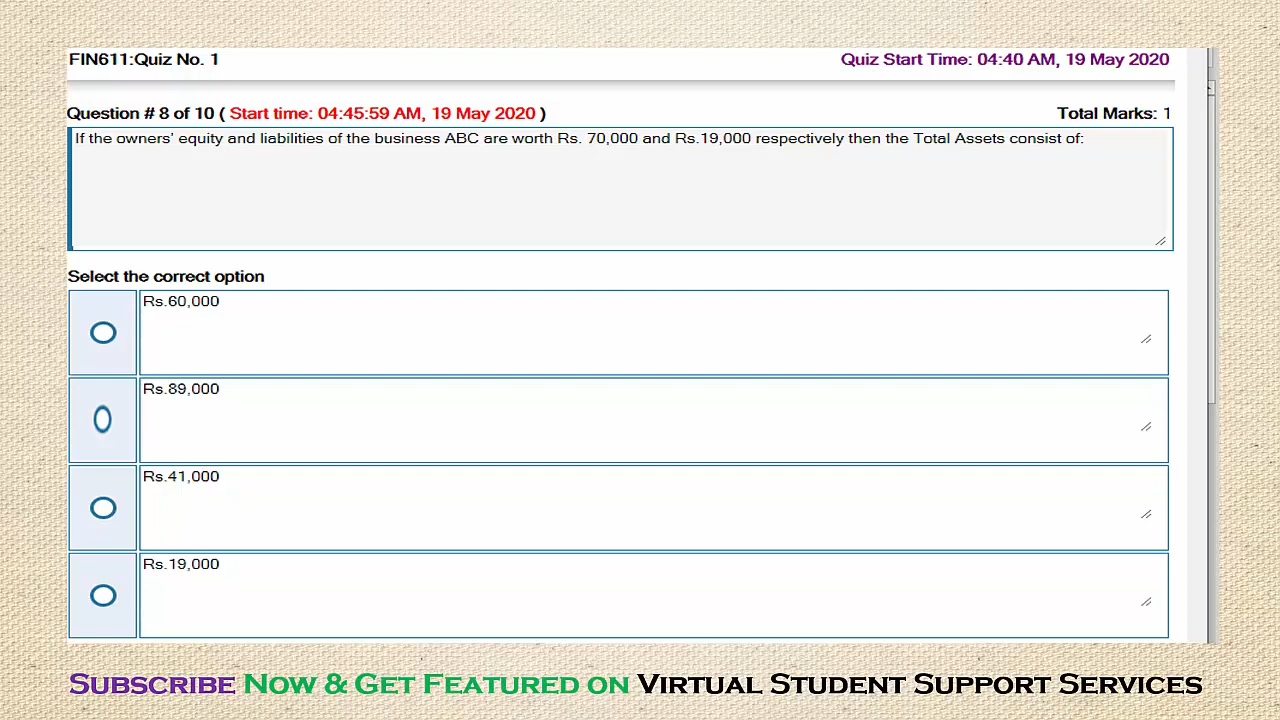 FIN611:Quiz No. 1
Quiz Start Time: 04:40 AM, 19 May 2020
Question # 8 of 10 ( Start time: 04:45:59 AM, 19 May 2020 )
Total Marks: 1
If the owners' equity and liabilities of the business ABC are worth Rs. 70,000 and Rs.19,000 respectively then the Total Assets consist of:
Select the correct option
Rs.60,000
Rs.89,000
Rs.41,000
Rs.19,000
Subscribe Now & Get Featured on Virtual Student Support Services